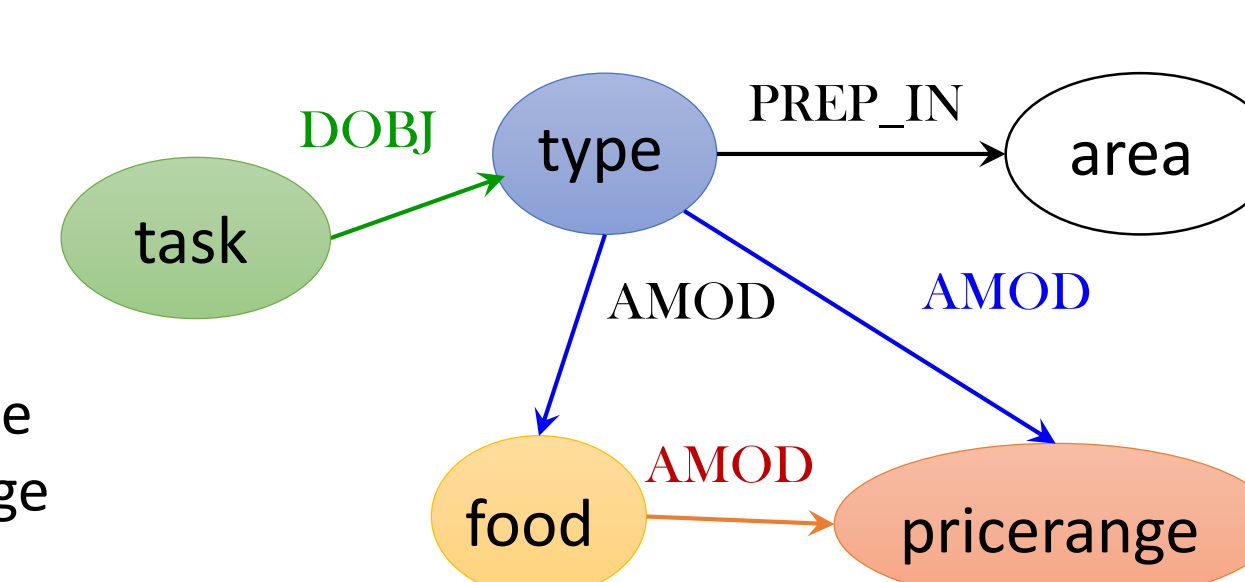 PREP_IN
DOBJ
type
area
task
AMOD
AMOD
AMOD
food
pricerange